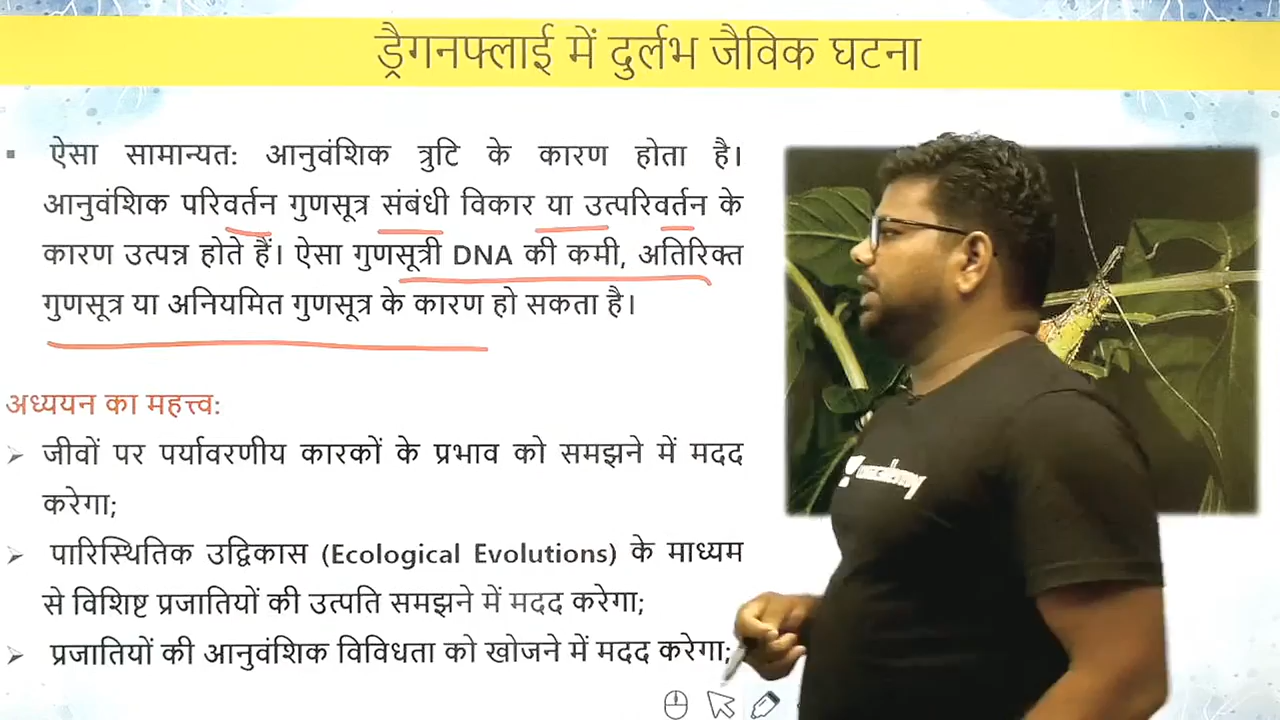 ड्रैगनफ्लाई में दुर्लभ जैविक घटना
▪ ऐसा सामान्यत: आनुवंशिक त्रुटि के कारण होता है।
आनुवंशिक परिवर्तन गुणसूत्र संबंधी विकार या उत्परिवर्तन के
कारण उत्पन्न होते हैं। ऐसा गुणसूत्री DNA की कमी, अतिरिक्त
गुणसूत्र या अनियमित गुणसूत्र के कारण हो सकता है।
अध्ययन का महत्त्व:
➢ जीवों पर पर्यावरणीय कारकों के प्रभाव को समझने में मदद
करेगा;
➢ पारिस्थितिक उद्विकास (Ecological Evolutions) के माध्यम
से विशिष्ट प्रजातियों की उत्पति समझने में मदद करेगा;
➢ प्रजातियों की आनुवंशिक विविधता को खोजने में मदद करेगा;